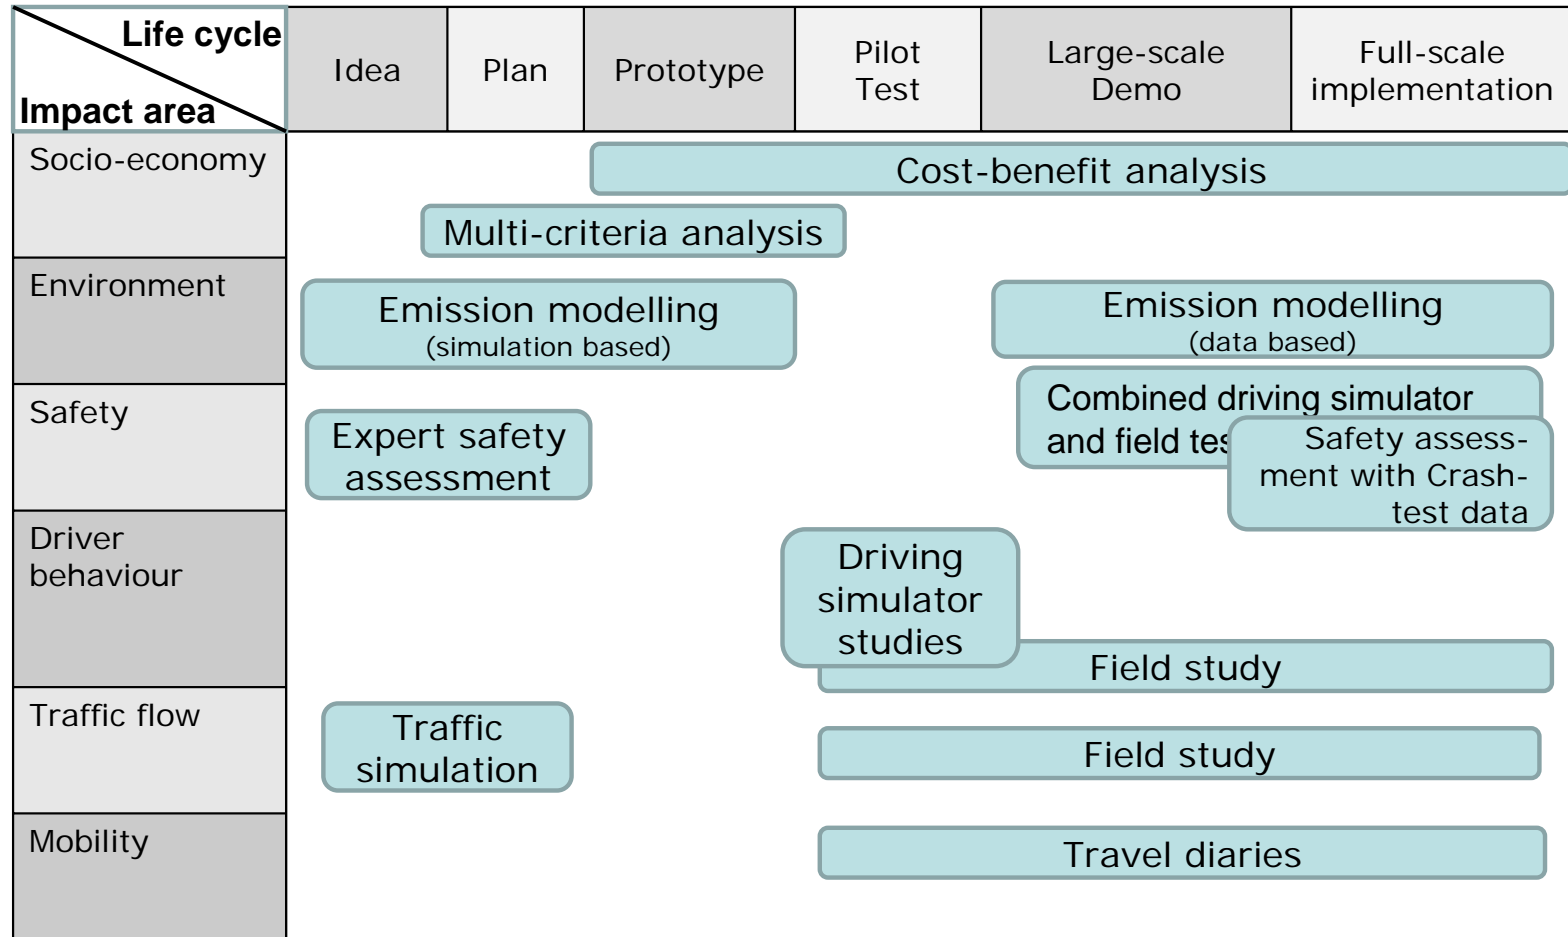 Life cycle
Impact area
Idea
Plan
Prototype
Pilot
Test
Large-scale
Demo
Full-scale
implementation
Socio-economy
Cost-benefit analysis
Multi-criteria analysis
Environment
Emission modelling
(simulation based)
Emission modelling
(data based)
Safety
Expert safety
assessment
Combined driving simulator
and field
Safety assess-
ment with Crash-
test data
Driver
behaviour
Driving
simulator
studies
Field study
Traffic flow
Traffic
simulation
Field study
Mobility
Travel diaries